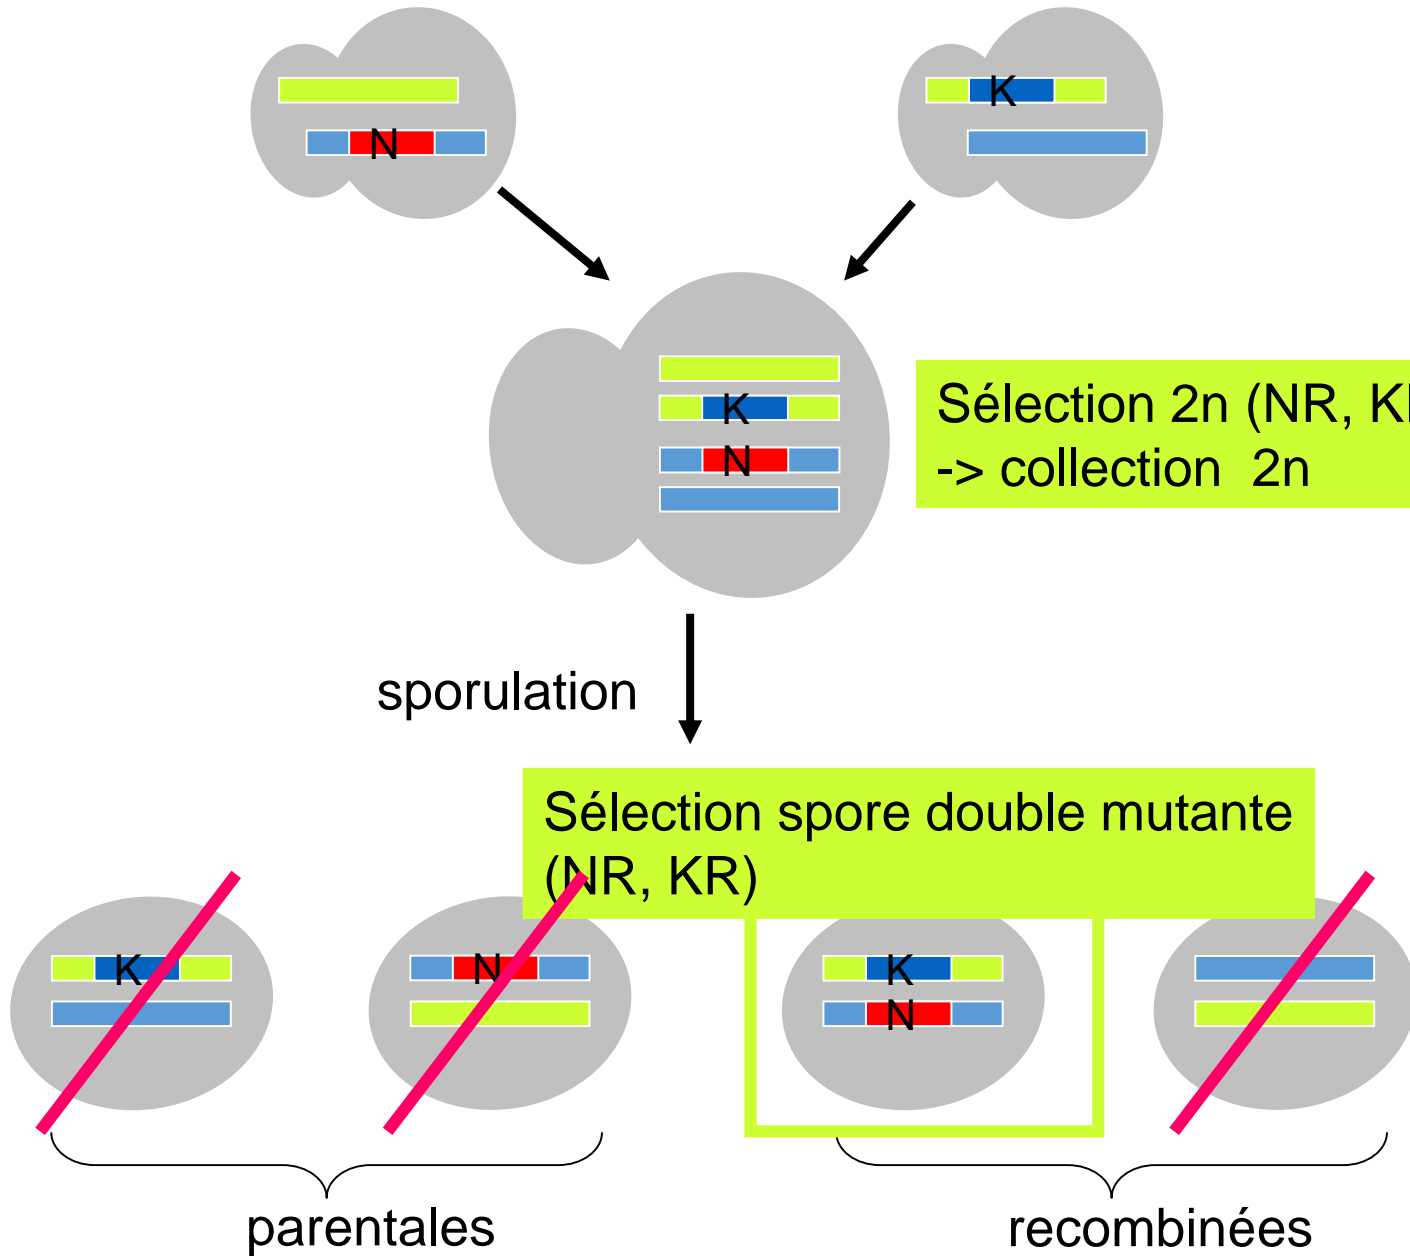 N
K
K
N
Sélection 2n (NR, K
-> collection 2n
sporulation
Sélection spore double mutante
(NR, KR)
K
N
K
N
parentales
recombinées